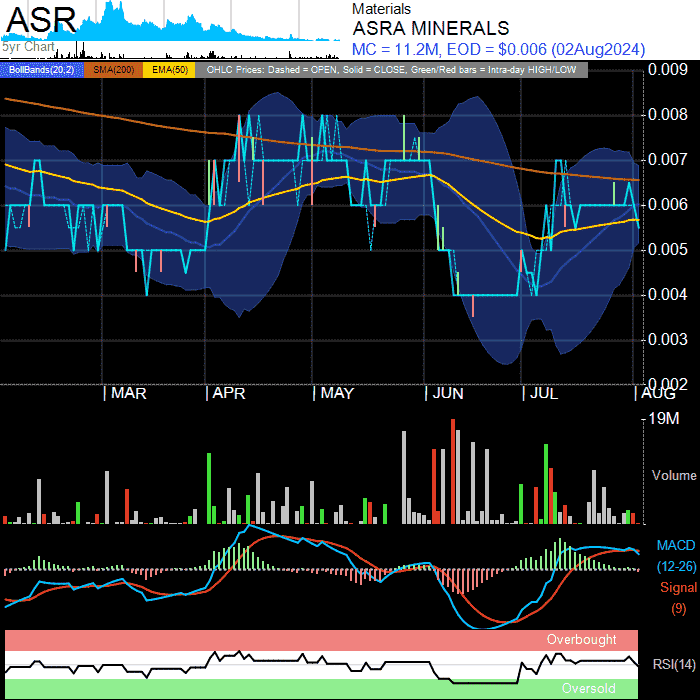 ASR
5yr Chart
Materials
ASRA MINERALS
MC = 11.2M, EOD = $0.006 (02Aug2024)
BollBands(20,2) SMA(200) EMA(50) OHLC Prices: Dashed = OPEN, Solid = CLOSE, Green/Red bars = Intra-day HIGH/LOW
0.009
0.008
0.007
0.006
0.005
0.004
0.003
0.002
MAR APR MAY JUN JUL AUG
19M
Volume
MACD
(12-26)
Signal
(9)
Overbought
RSI(14)
Oversold